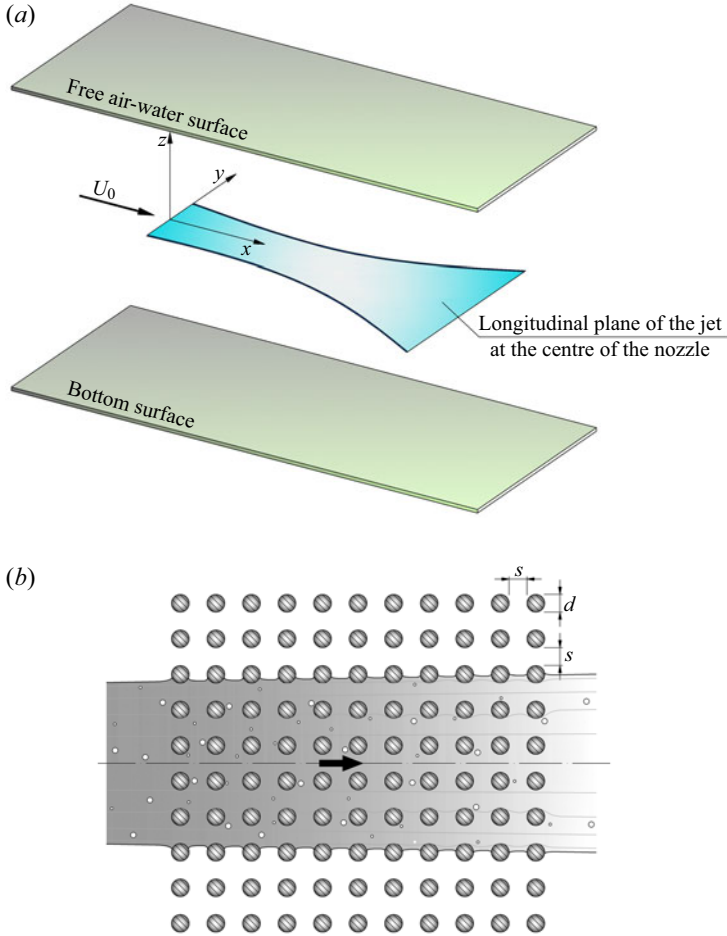 (a)
Free air-water surface
z
y
U0
x
Longitudinal plane of the jet
at the centre of the nozzle
Bottom surface
(b)
s
d
s